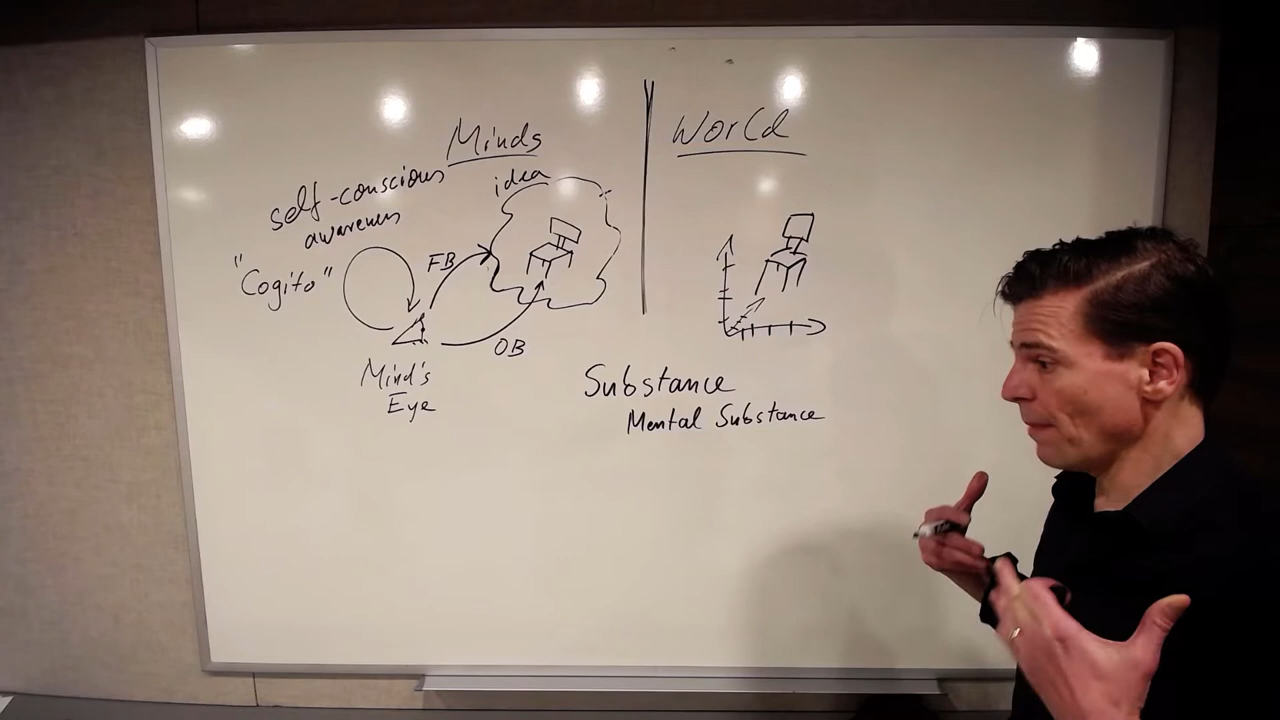 Minds
World
self-conscious
awareness
idea
"Cogito"
FB
OB
Mind's
Eye
Substance
Mental Substance